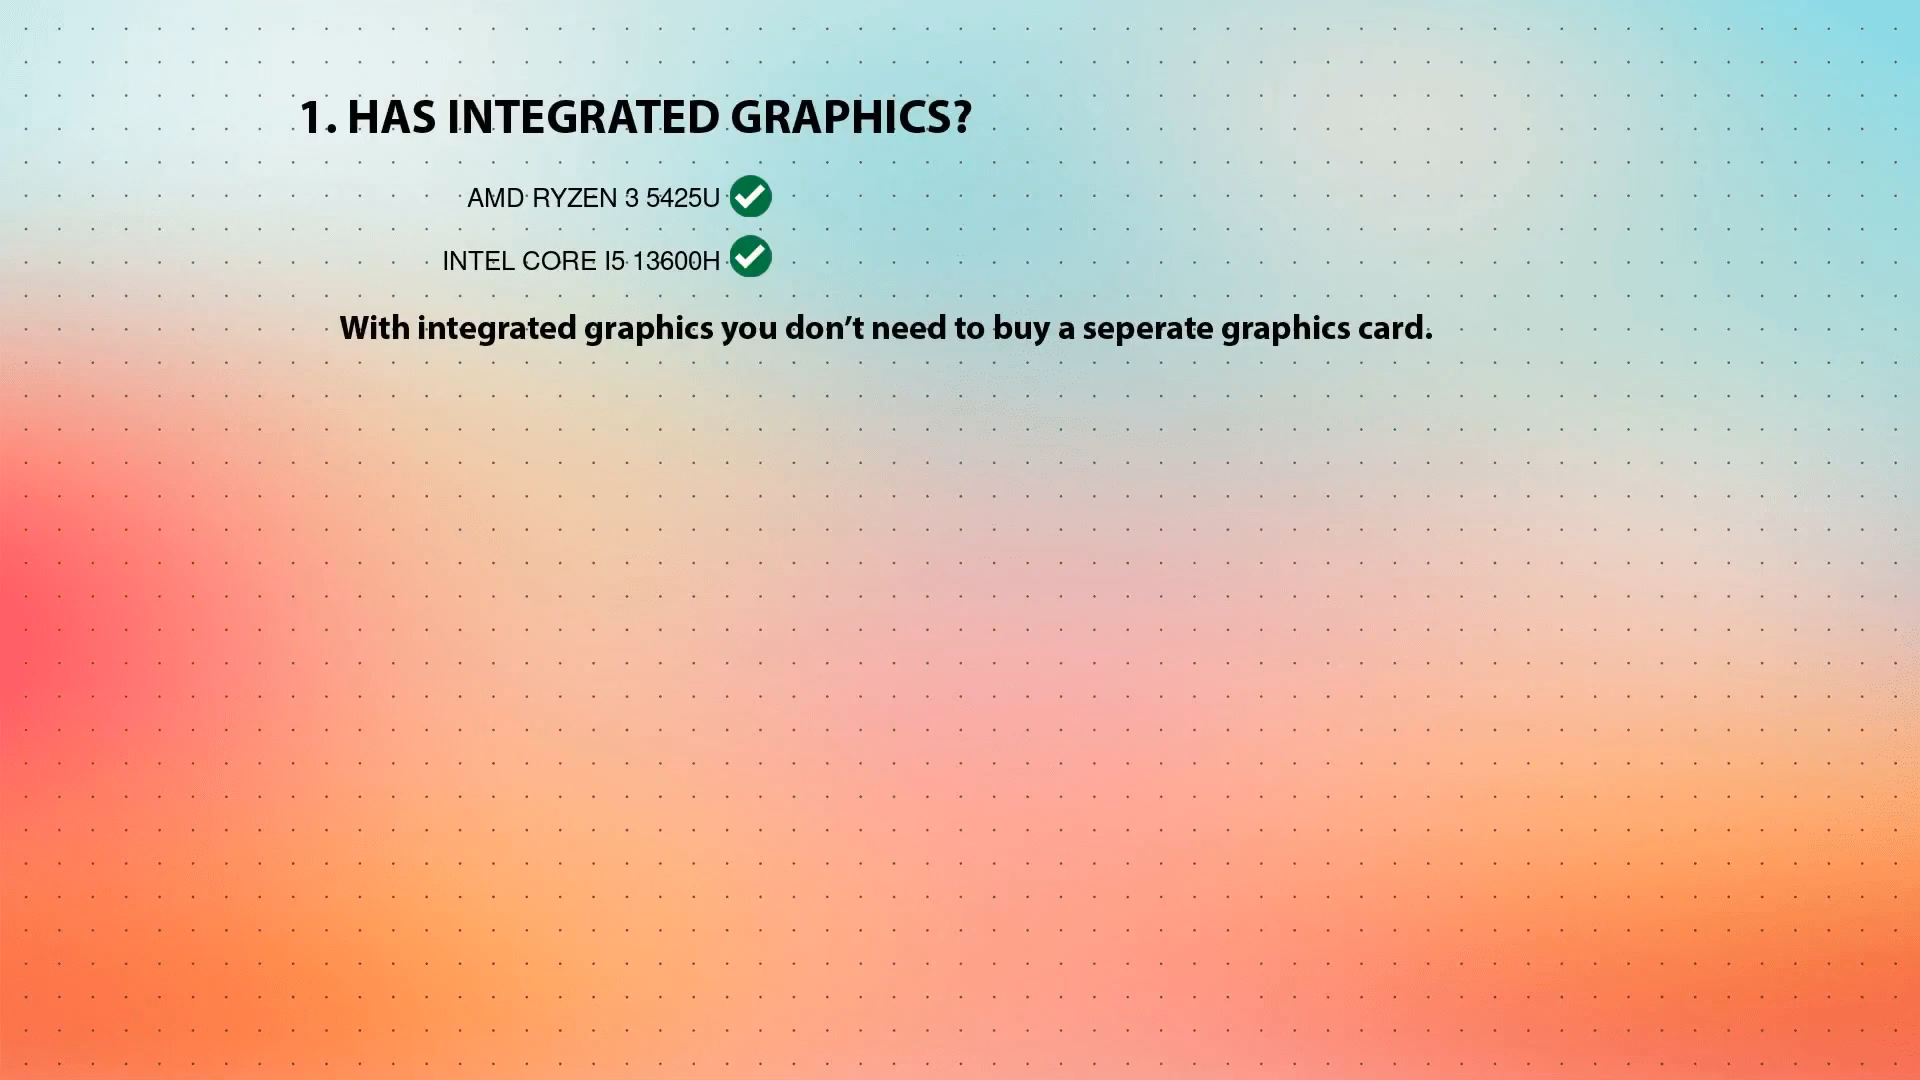 1. HAS INTEGRATED GRAPHICS?
AMD RYZEN 3 5425U
INTEL CORE I5 13600H
With integrated graphics you don’t need to buy a seperate graphics card.